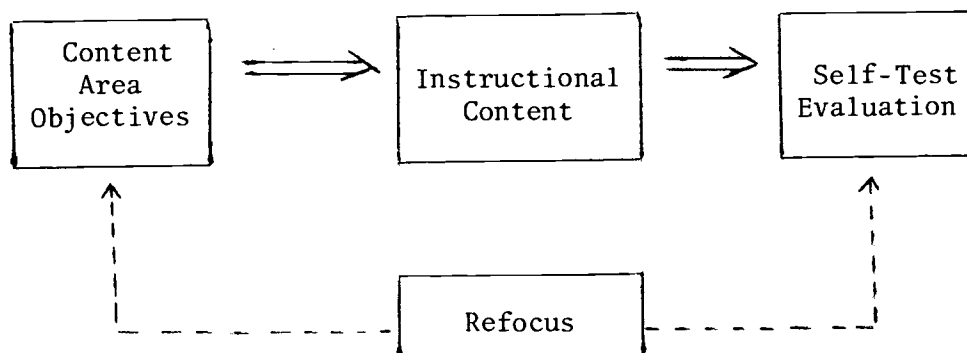 Content
Area
Objectives
Instructional
Content
Self-Test
Evaluation
Refocus